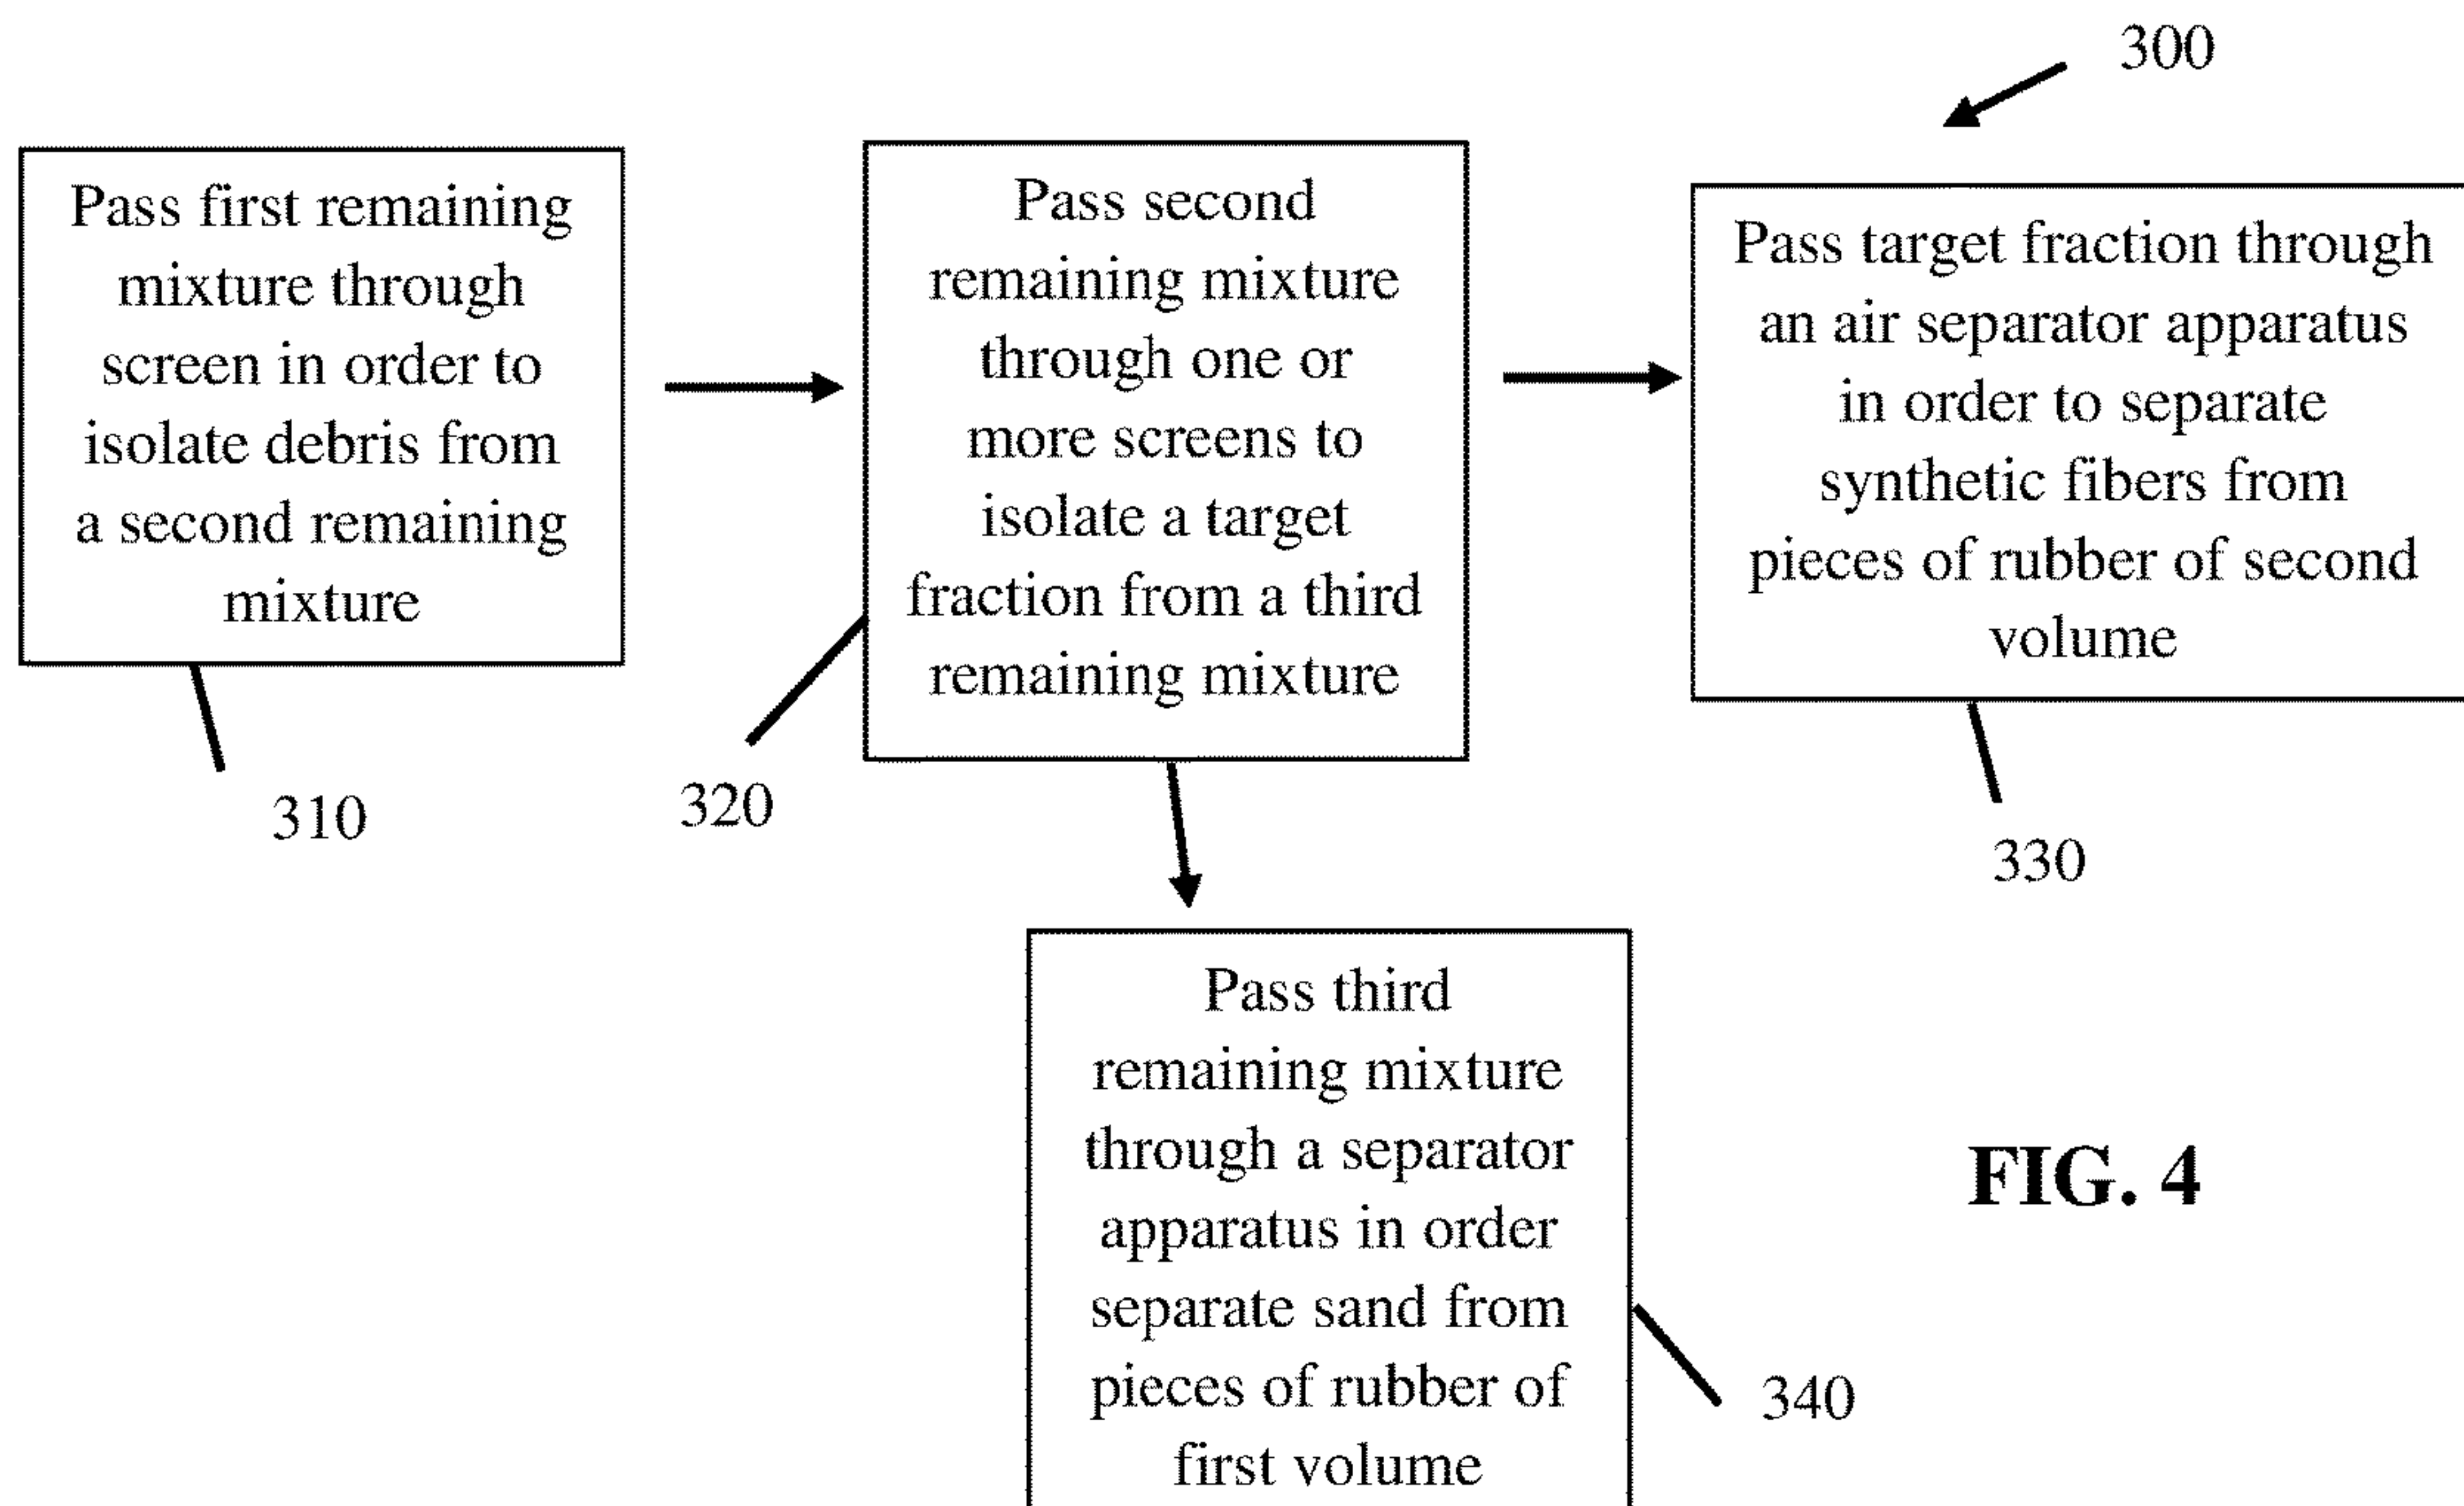 300
Pass first remaining
mixture through
screen in order to
isolate debris from
a second remaining
mixture
310
Pass second
remaining mixture
through one or
more screens to
isolate a target
fraction from a third
remaining mixture
320
Pass target fraction through
an air separator apparatus
in order to separate
synthetic fibers from
pieces of rubber of second
volume
330
Pass third
remaining mixture
through a separator
apparatus in order
separate sand from
pieces of rubber of
first volume
340
FIG. 4